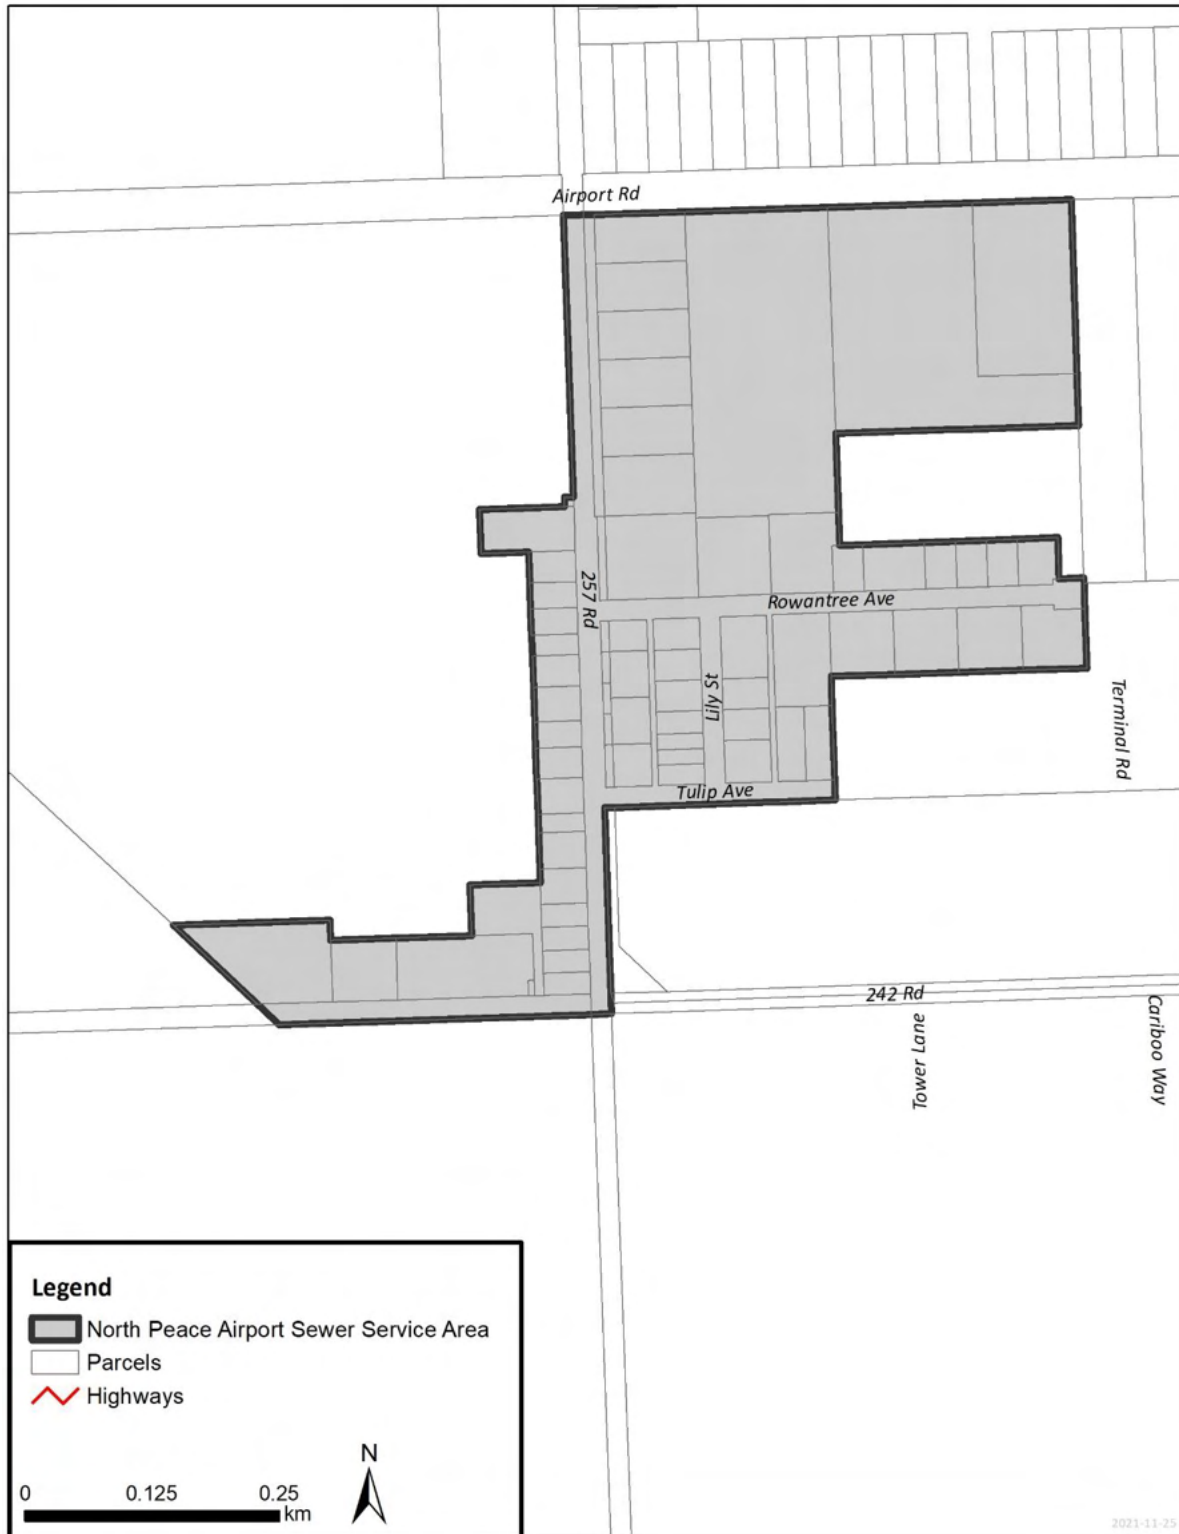 Airport Rd
257 Rd
Rowantree Ave
Lily St
Terminal Rd
Tulip Ave
242 Rd
Tower Lane
Cariboo Way
Legend
North Peace Airport Sewer Service Area
Parcels
Highways
N
0 0.125 0.25
km
2021-11-25